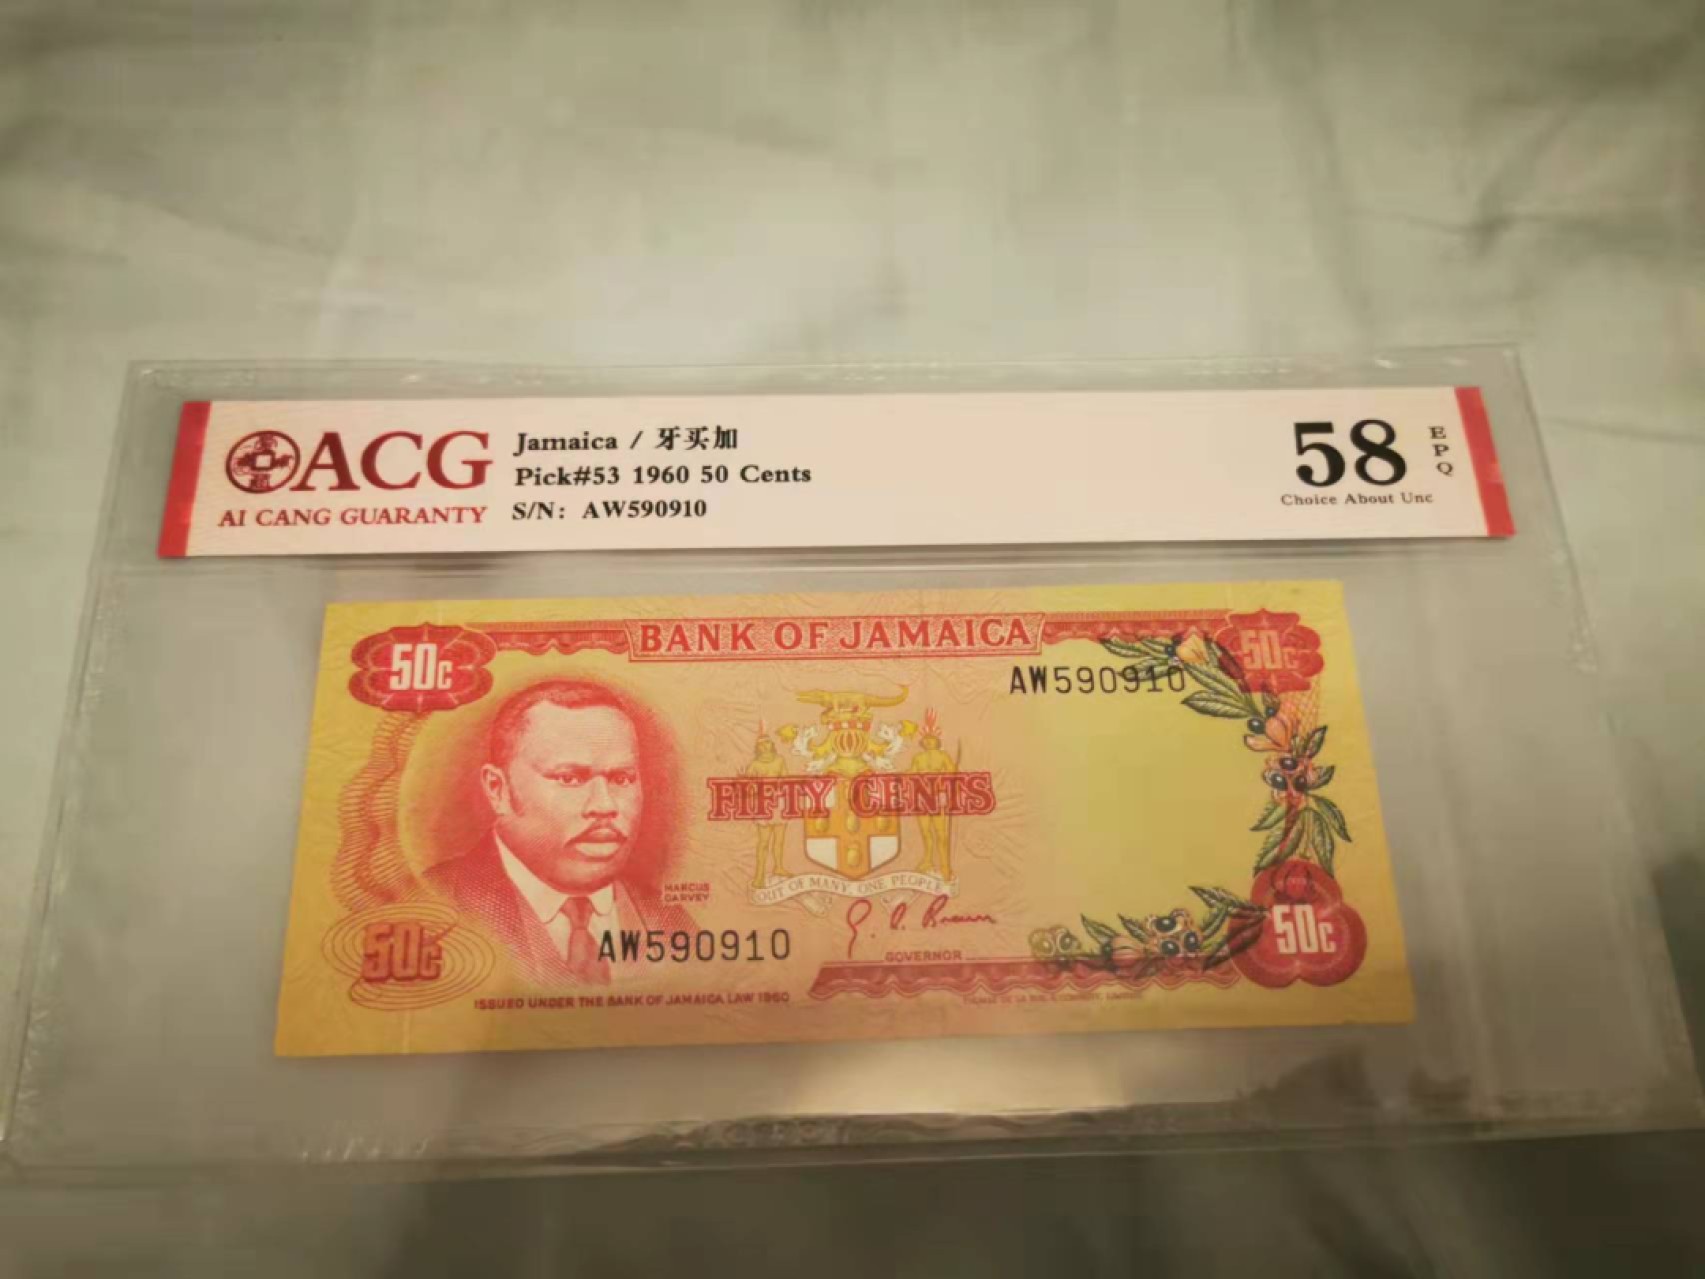 ACG
AI CANG GUARANTY
Jamaica / 牙买加
Pick#53 1960 50 Cents
S/N: AW590910
58
EPQ
Choice About Unc
BANK OF JAMAICA
50c
50c
AW590910
FIFTY CENTS
MARCUS
GARVEY
OUT OF MANY, ONE PEOPLE
50c
AW590910
GOVERNOR
50c
ISSUED UNDER THE BANK OF JAMAICA LAW 1960